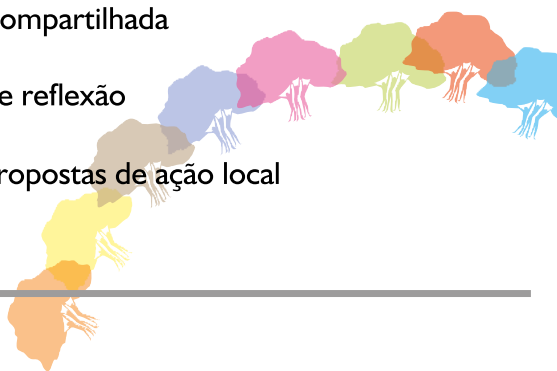 ompartilhada
e reflexão
ropostas de ação local